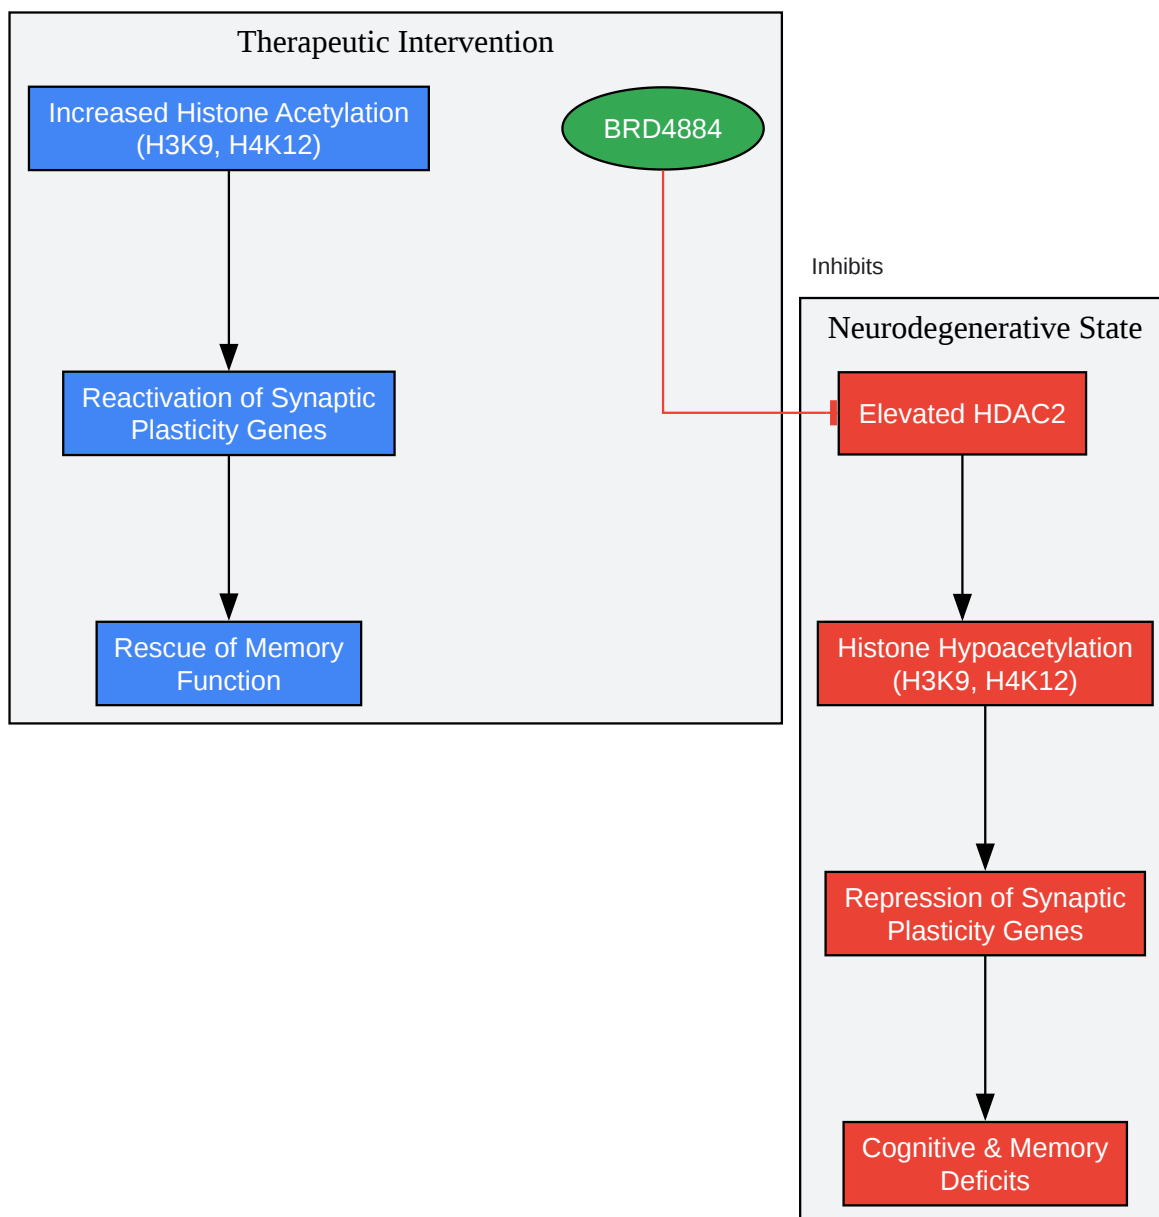 Therapeutic Intervention
Increased Histone Acetylation
(H3K9, H4K12)
BRD4884
Reactivation of Synaptic
Plasticity Genes
Rescue of Memory
Function
Inhibits
Neurodegenerative State
Elevated HDAC2
Histone Hypoacetylation
(H3K9, H4K12)
Repression of Synaptic
Plasticity Genes
Cognitive & Memory
Deficits